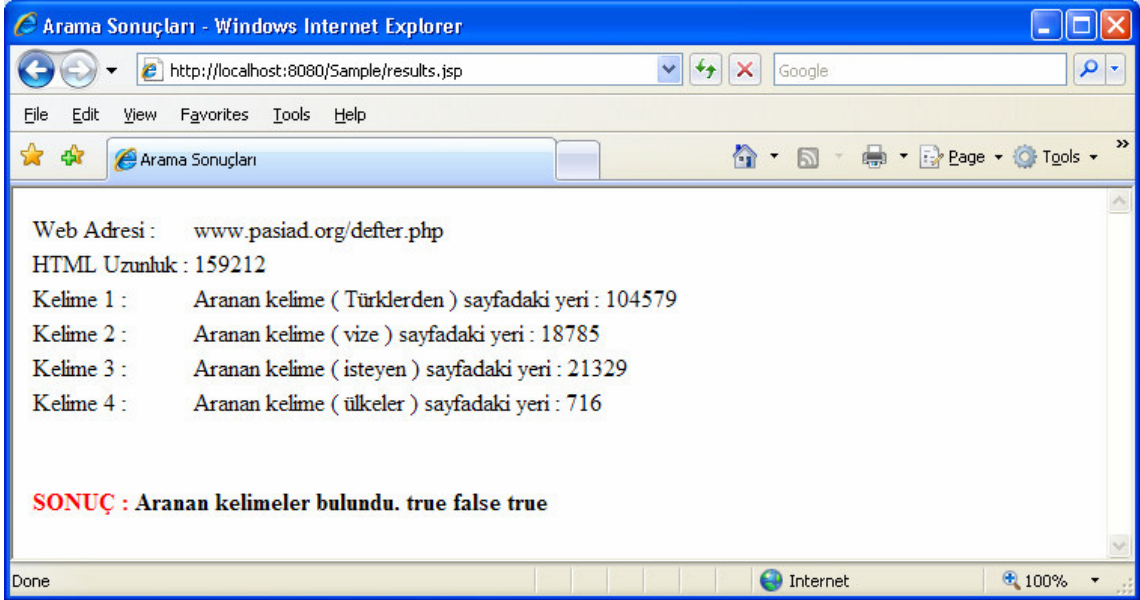 Arama Sonuçları - Windows Internet Explorer
http://localhost:8080/Sample/results.jsp
Google
File Edit View Favorites Tools Help
Arama Sonuçları
Page Tools »
Web Adresi : www.pasiad.org/defter.php
HTML Uzunluk : 159212
Kelime 1 : Aranan kelime ( Türklerden ) sayfadaki yeri : 104579
Kelime 2 : Aranan kelime ( vize ) sayfadaki yeri : 18785
Kelime 3 : Aranan kelime ( isteyen ) sayfadaki yeri : 21329
Kelime 4 : Aranan kelime ( ülkeler ) sayfadaki yeri : 716
SONUÇ : Aranan kelimeler bulundu. true false true
Done Internet 100%